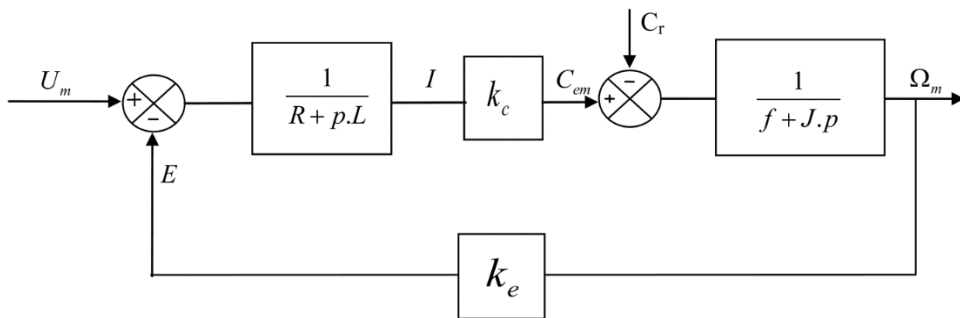 C_r
U_m
+
−
1
R + p.L
I
k_c
C_em
+
−
1
f + J.p
Ω_m
E
k_e